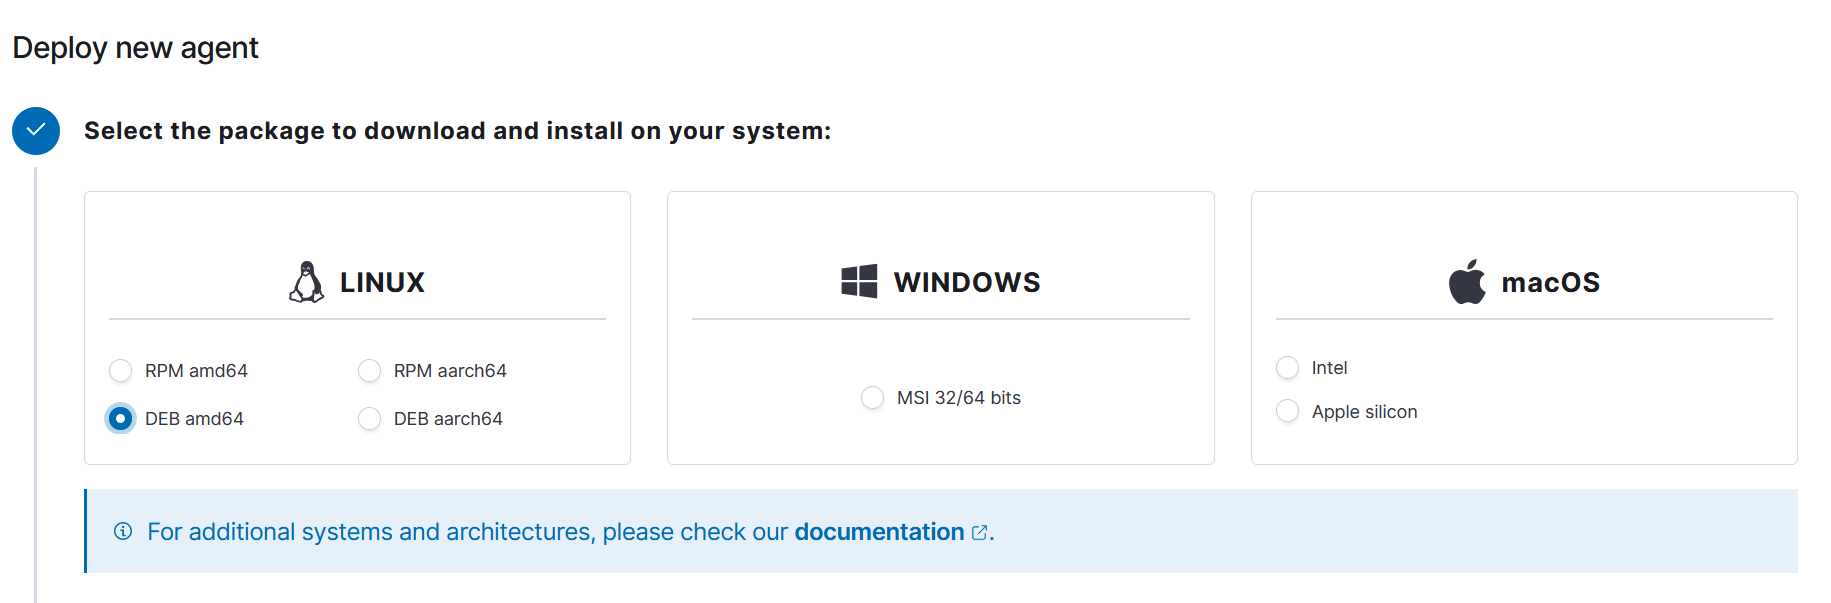 Deploy new agent
Select the package to download and install on your system:
LINUX
RPM amd64
RPM aarch64
DEB amd64
DEB aarch64
WINDOWS
MSI 32/64 bits
macOS
Intel
Apple silicon
For additional systems and architectures, please check our documentation.